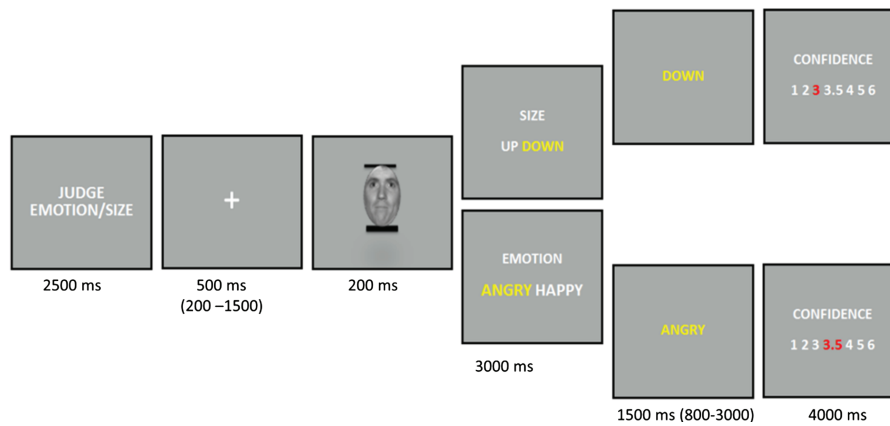 JUDGE
EMOTION/SIZE
2500 ms
+
500 ms
(200 –1500)
200 ms
SIZE
UP DOWN
EMOTION
ANGRY HAPPY
3000 ms
DOWN
CONFIDENCE
1 2 3 3.5 4 5 6
ANGRY
1500 ms (800-3000)
CONFIDENCE
1 2 3 3.5 4 5 6
4000 ms